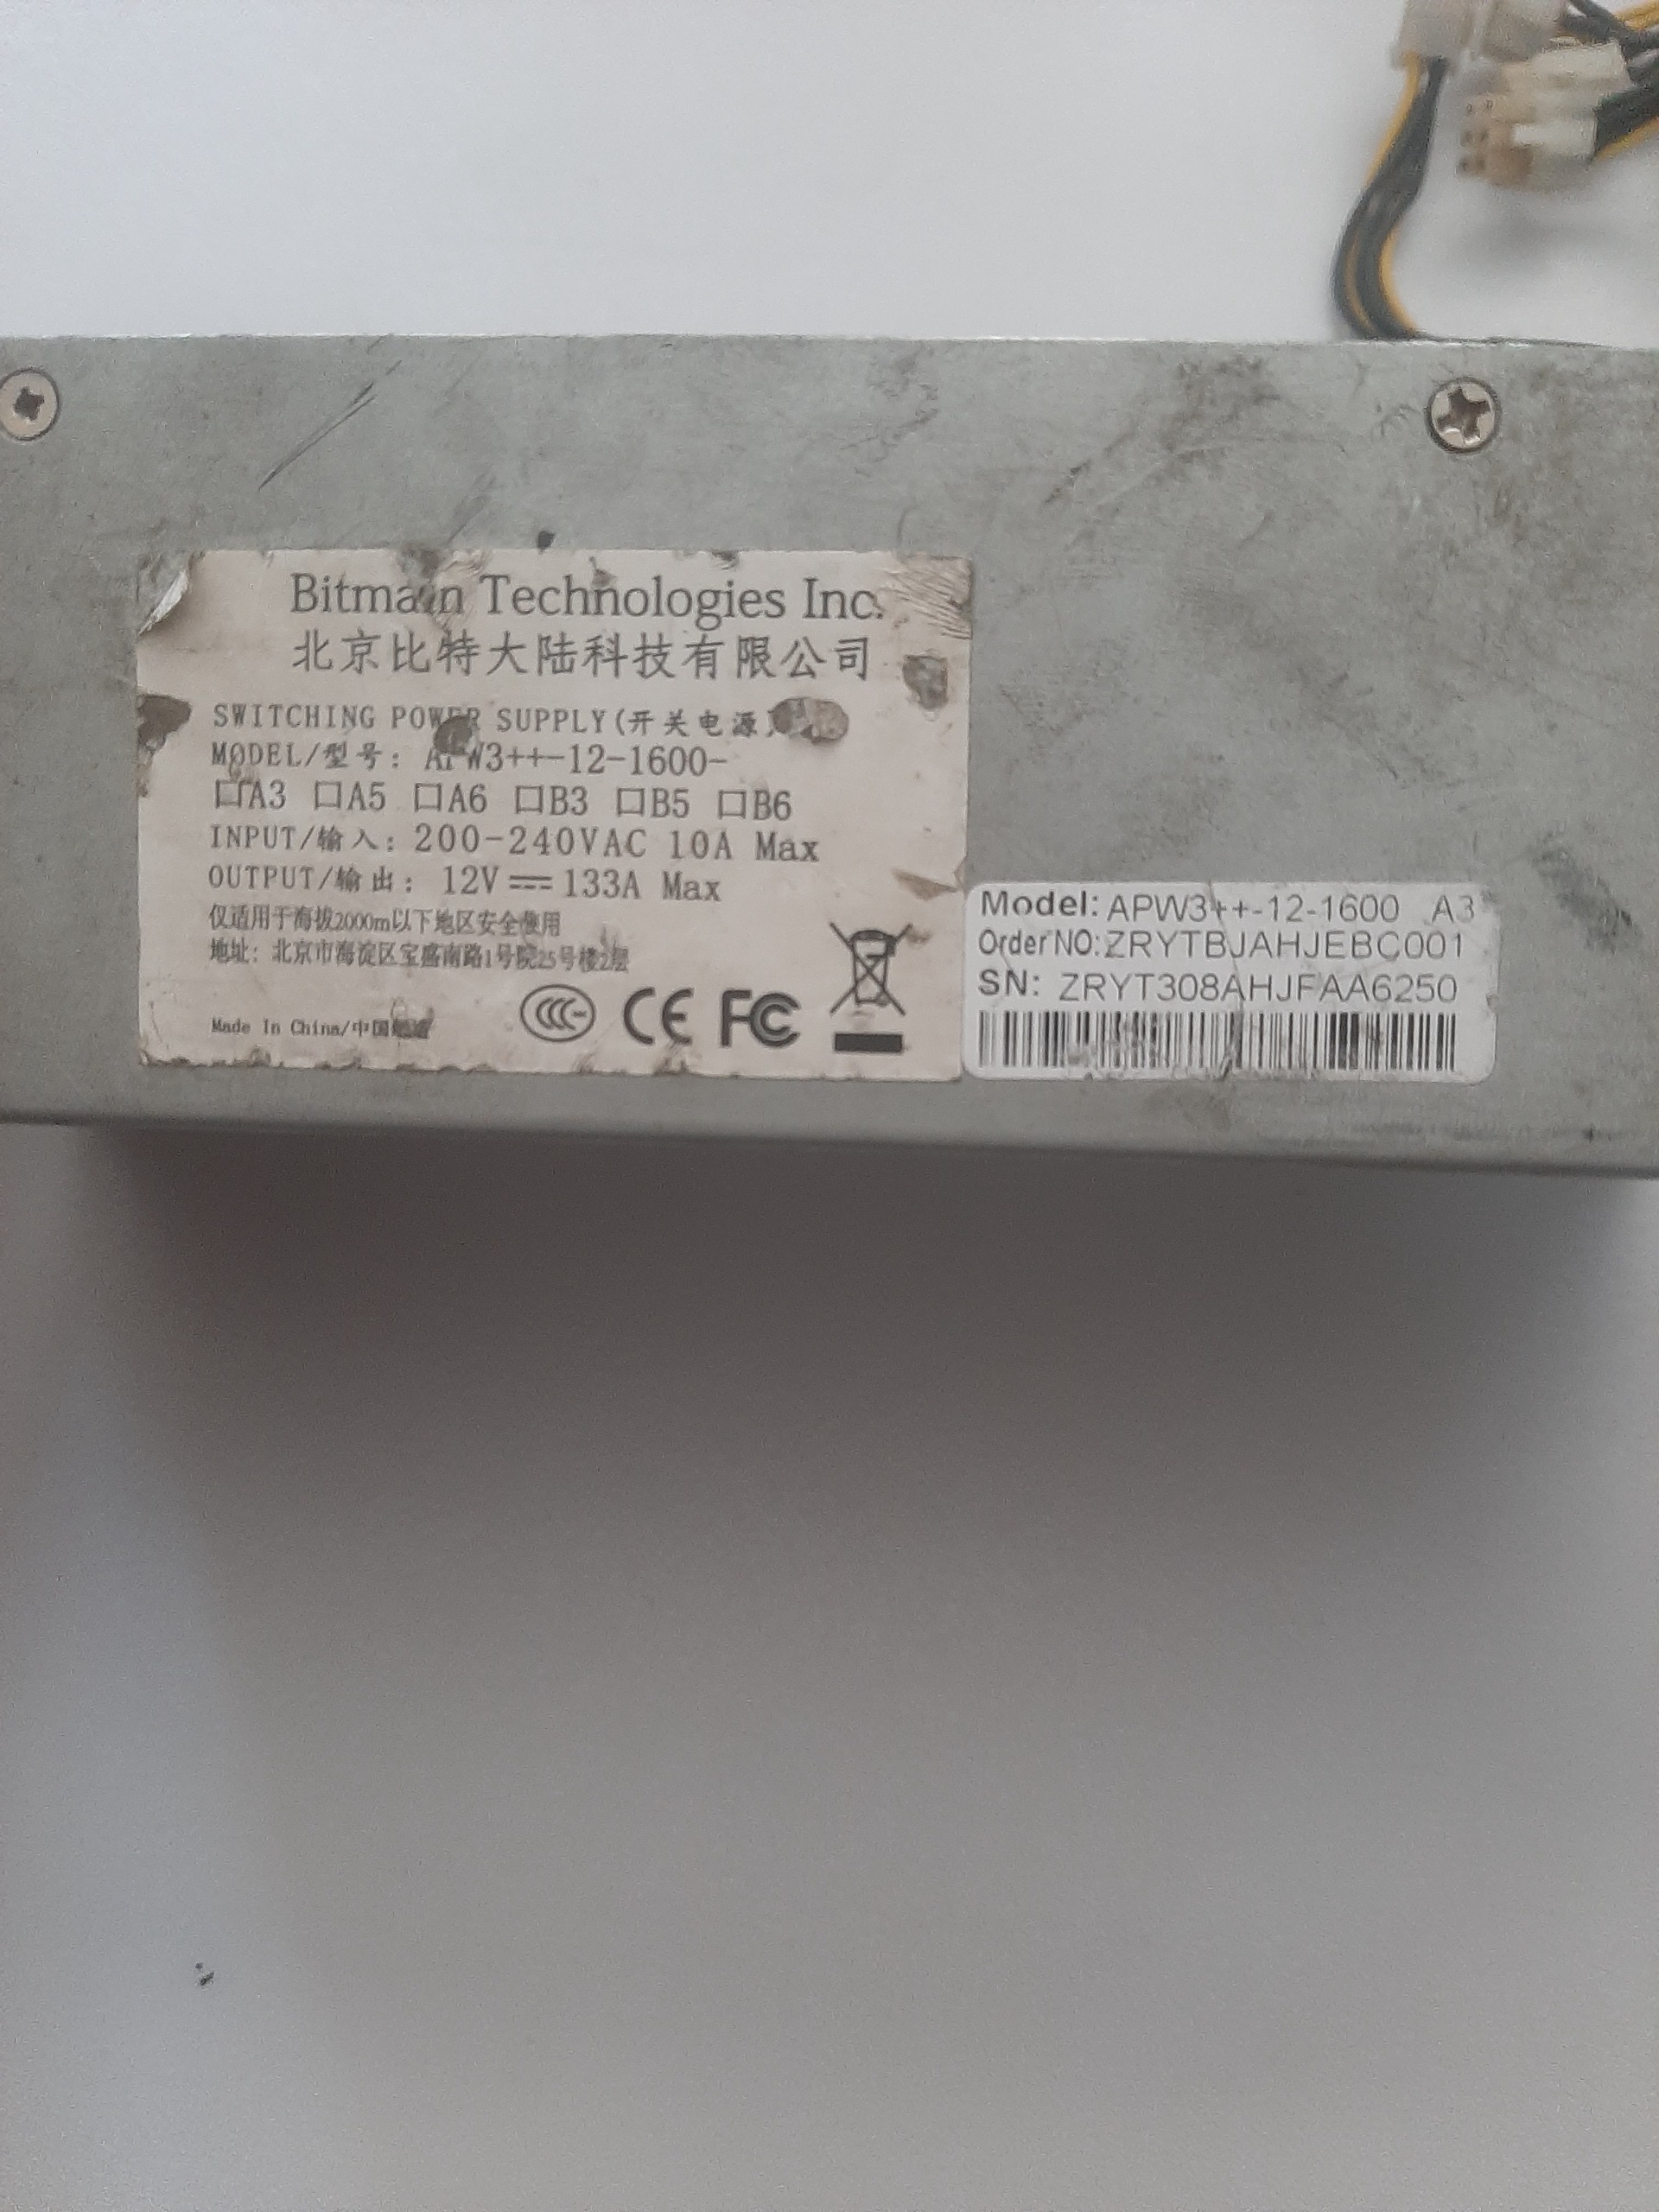 Bitmain Technologies Inc.
北京比特大陆科技有限公司
SWITCHING POWER SUPPLY(开关电源)
MODEL/型号: APW3++-12-1600-
□A3 □A5 □A6 □B3 □B5 □B6
INPUT/输入: 200-240VAC 10A Max
OUTPUT/输出: 12V⎓133A Max
仅适用于海拔2000m以下地区安全使用
地址: 北京市海淀区宝盛南路1号院25号楼2层
Made In China/中国制造
CCC CE FC
Model: APW3++-12-1600 A3
Order NO: ZRYTBJAHJEBC001
SN: ZRYT308AHJFAA6250